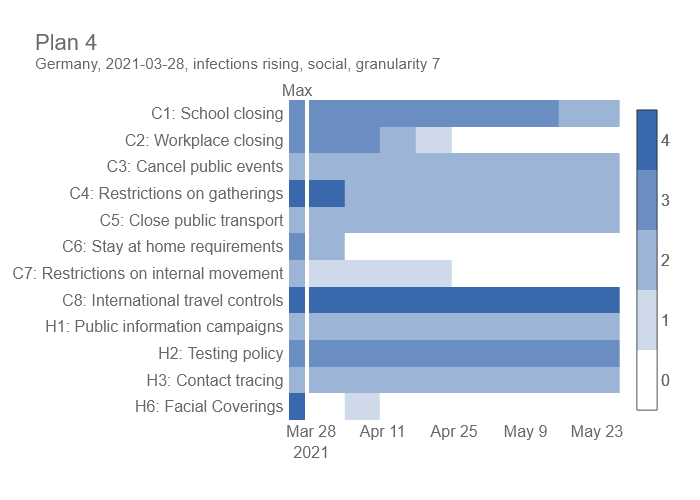 Plan 4
Germany, 2021-03-28, infections rising, social, granularity 7
Max
C1: School closing
C2: Workplace closing
C3: Cancel public events
C4: Restrictions on gatherings
C5: Close public transport
C6: Stay at home requirements
C7: Restrictions on internal movement
C8: International travel controls
H1: Public information campaigns
H2: Testing policy
H3: Contact tracing
H6: Facial Coverings
4
3
2
1
0
Mar 28 Apr 11 Apr 25 May 9 May 23
2021